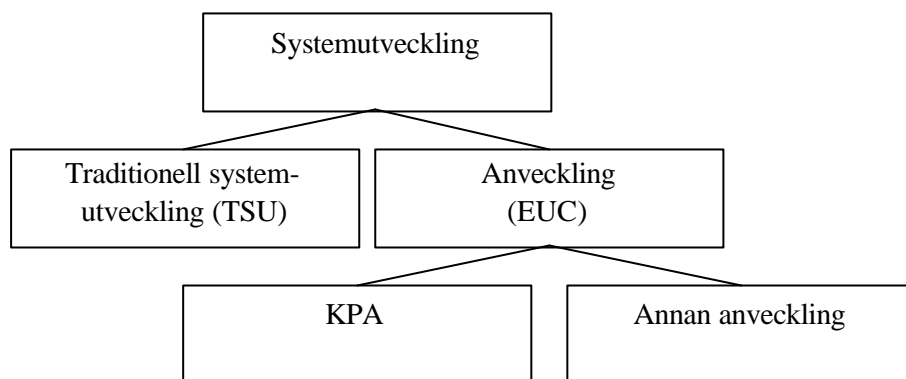 Systemutveckling
Traditionell system-
utveckling (TSU)
Anveckling
(EUC)
KPA
Annan anveckling